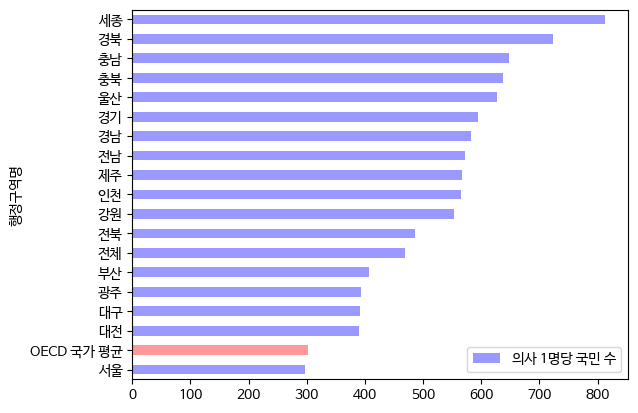 행정구역명
세종
경북
충남
충북
울산
경기
경남
전남
제주
인천
강원
전북
전체
부산
광주
대구
대전
OECD 국가 평균
서울
의사 1명당 국민 수
0 100 200 300 400 500 600 700 800